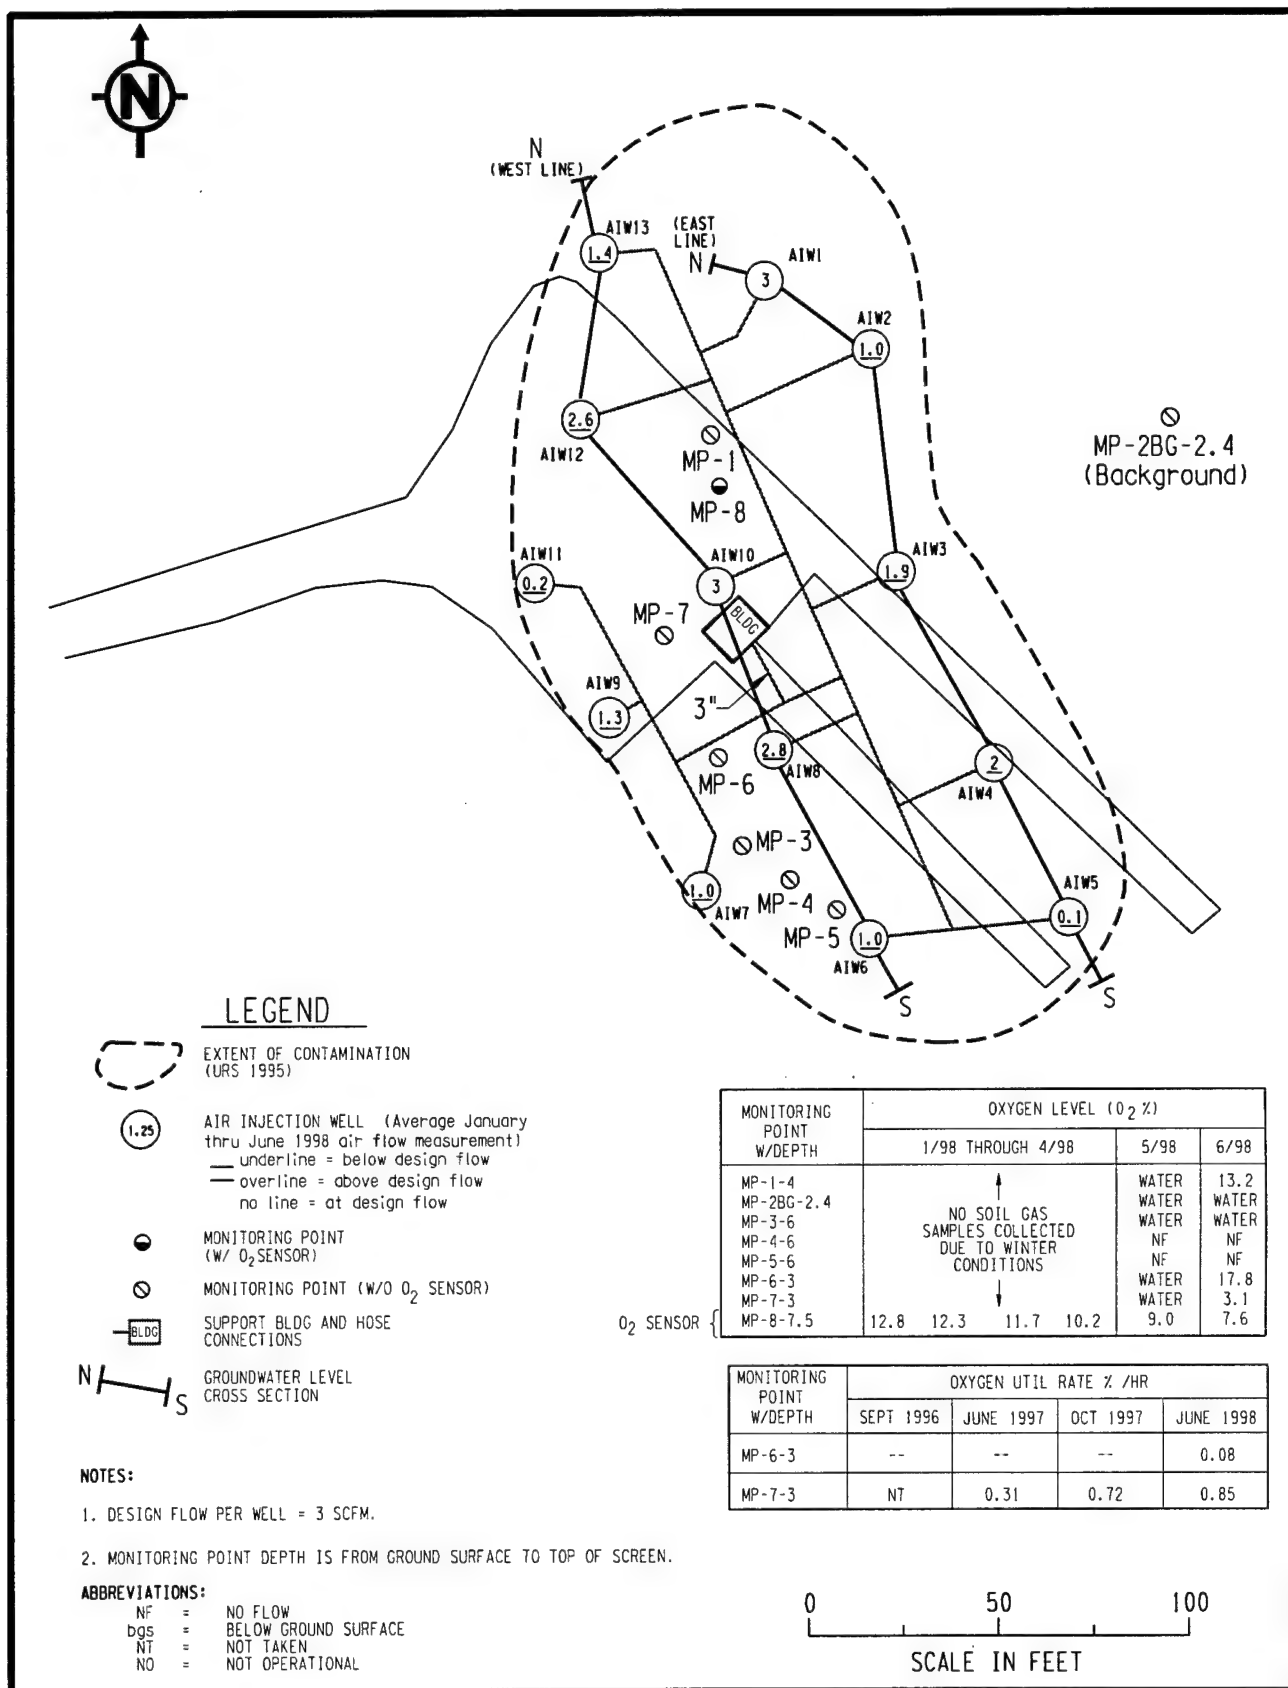 N
N
(WEST LINE)
AIW13
1.4
(EAST
LINE)
N
AIW1
3
AIW2
1.0
2.6
AIW12
MP-1
MP-8
MP-2BG-2.4
(Background)
AIW11
0.2
AIW10
3
AIW3
1.9
MP-7
BLDG
AIW9
1.3
3"
2.8
AIW8
MP-6
2
AIW4
MP-3
1.0
AIW7
MP-4
MP-5
AIW5
0.1
1.0
AIW6
S
S
LEGEND
EXTENT OF CONTAMINATION
(URS 1995)
1.25
AIR INJECTION WELL (Average January
thru June 1998 air flow measurement)
underline = below design flow
overline = above design flow
no line = at design flow
MONITORING POINT
(W/ O2 SENSOR)
MONITORING POINT (W/O O2 SENSOR)
BLDG
SUPPORT BLDG AND HOSE
CONNECTIONS
N S
GROUNDWATER LEVEL
CROSS SECTION
MONITORING POINT W/DEPTH OXYGEN LEVEL (O2 %)
1/98 THROUGH 4/98 5/98 6/98
MP-1-4 WATER 13.2
MP-2BG-2.4 WATER WATER
MP-3-6 WATER WATER
MP-4-6 NF NF
MP-5-6 NF NF
MP-6-3 WATER 17.8
MP-7-3 WATER 3.1
NO SOIL GAS
SAMPLES COLLECTED
DUE TO WINTER
CONDITIONS
O2 SENSOR { MP-8-7.5 12.8 12.3 11.7 10.2 9.0 7.6
MONITORING POINT W/DEPTH OXYGEN UTIL RATE % /HR
SEPT 1996 JUNE 1997 OCT 1997 JUNE 1998
MP-6-3 -- -- -- 0.08
MP-7-3 NT 0.31 0.72 0.85
NOTES:
1. DESIGN FLOW PER WELL = 3 SCFM.
2. MONITORING POINT DEPTH IS FROM GROUND SURFACE TO TOP OF SCREEN.
ABBREVIATIONS:
NF = NO FLOW
bgs = BELOW GROUND SURFACE
NT = NOT TAKEN
NO = NOT OPERATIONAL
0 50 100
SCALE IN FEET